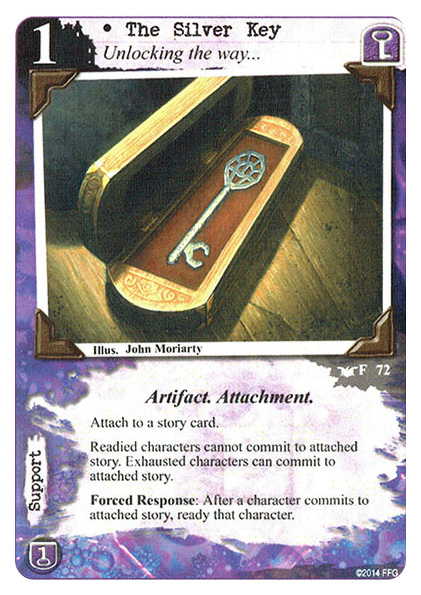 1
• The Silver Key
Unlocking the way...
Illus. John Moriarty
F 72
Artifact. Attachment.
Attach to a story card.
Readied characters cannot commit to attached
story. Exhausted characters can commit to
attached story.
Forced Response: After a character commits to
attached story, ready that character.
Support
1
©2014 FFG